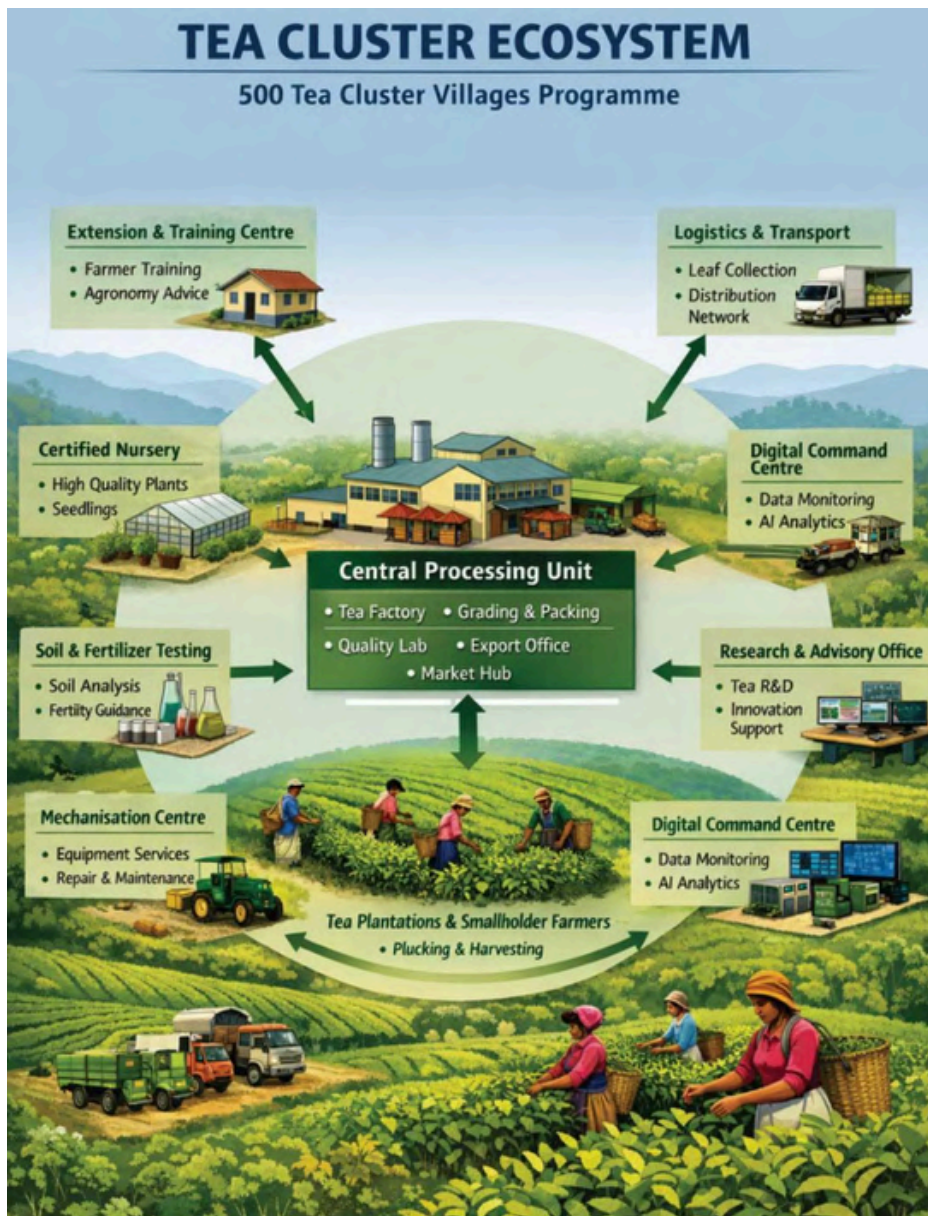 TEA CLUSTER ECOSYSTEM
500 Tea Cluster Villages Programme
Extension & Training Centre
• Farmer Training
• Agronomy Advice
Logistics & Transport
• Leaf Collection
• Distribution
Network
Certified Nursery
• High Quality Plants
• Seedlings
Digital Command
Centre
• Data Monitoring
• AI Analytics
Central Processing Unit
• Tea Factory • Grading & Packing
• Quality Lab • Export Office
• Market Hub
Soil & Fertilizer Testing
• Soil Analysis
• Fertilty Guidance
Research & Advisory Office
• Tea R&D
• Innovation
Support
Mechanisation Centre
• Equipment Services
• Repair & Maintenance
Digital Command Centre
• Data Monitoring
• AI Analytics
Tea Plantations & Smallholder Farmers
• Plucking & Harvesting